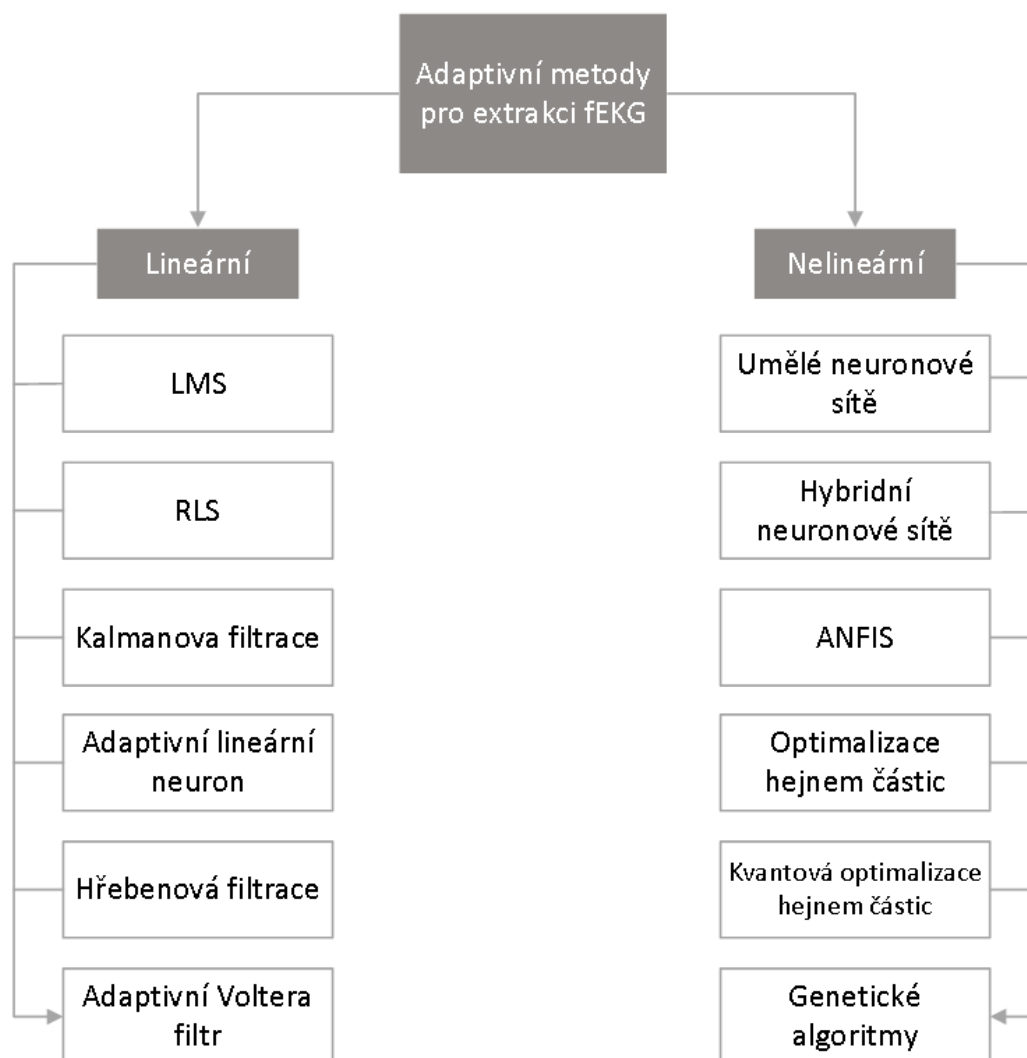 Adaptivní metody
pro extrakci fEKG
Lineární
LMS
RLS
Kalmanova filtrace
Adaptivní lineární
neuron
Hřebenová filtrace
Adaptivní Voltera
filtr
Nelineární
Umělé neuronové
sítě
Hybridní
neuronové sítě
ANFIS
Optimalizace
hejnem částic
Kvantová optimalizace
hejnem částic
Genetické
algoritmy